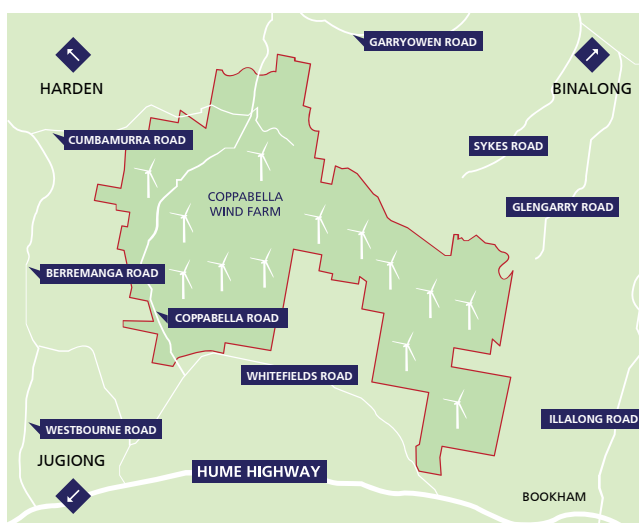 GARRYOWEN ROAD
HARDEN
BINALONG
CUMBAMURRA ROAD
SYKES ROAD
COPPABELLA
WIND FARM
GLENGARRY ROAD
BERREMANGA ROAD
COPPABELLA ROAD
WHITEFIELDS ROAD
ILLALONG ROAD
WESTBOURNE ROAD
JUGIONG
HUME HIGHWAY
BOOKHAM